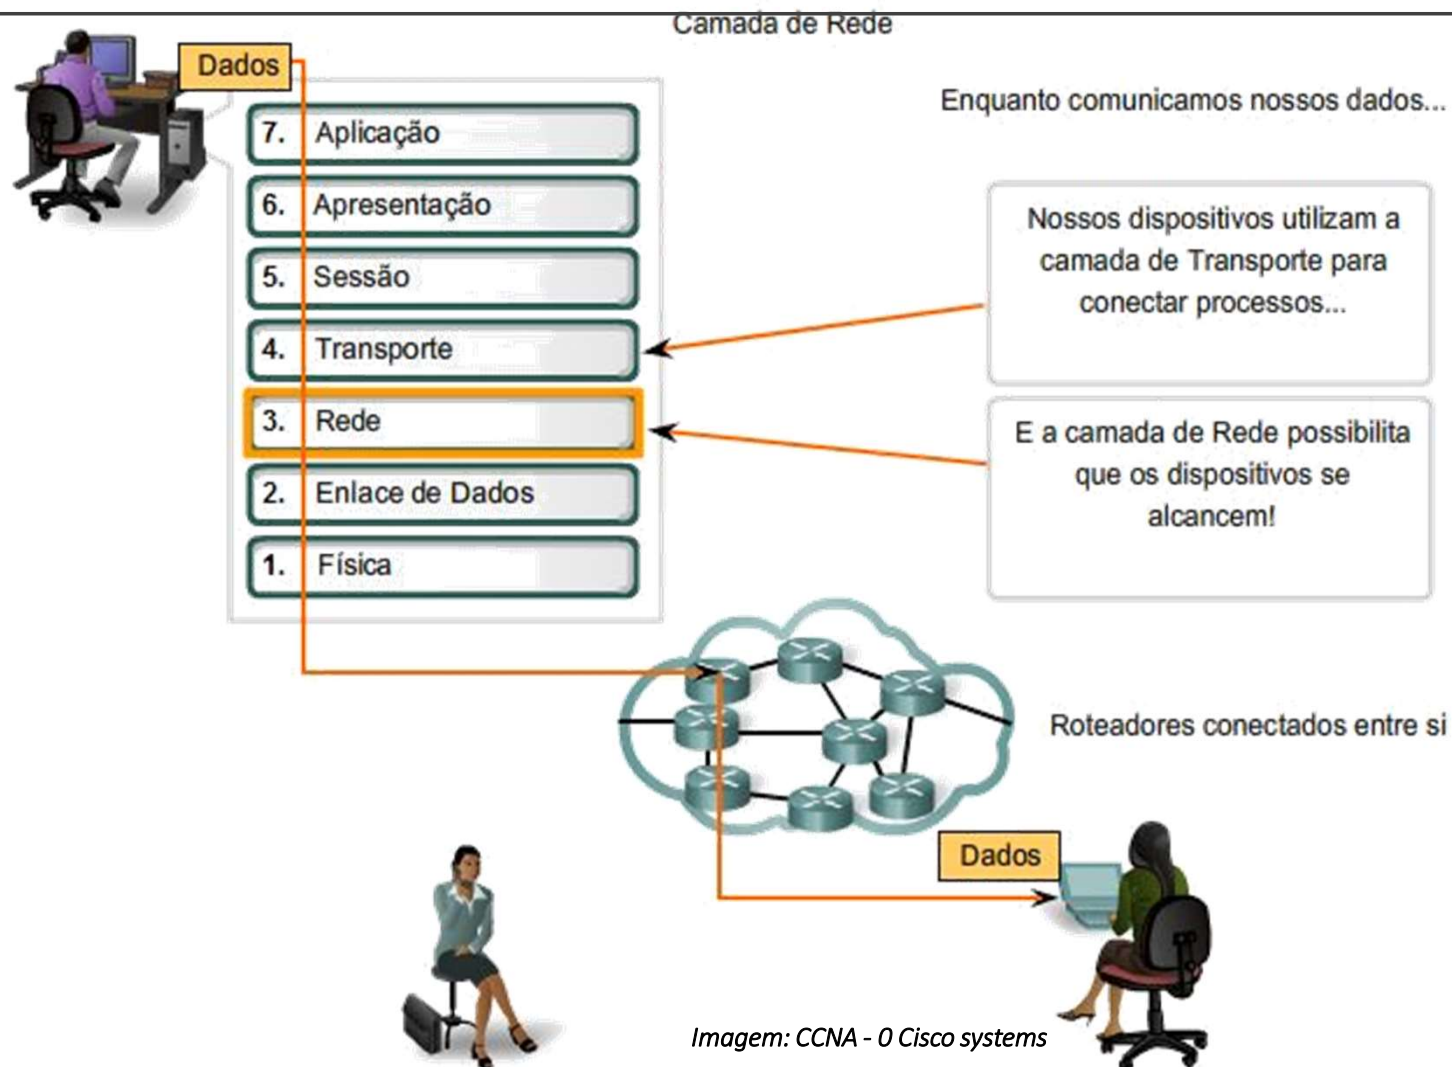 Camada de Rede
Dados
Enquanto comunicamos nossos dados...
7. Aplicação
6. Apresentação
5. Sessão
4. Transporte
3. Rede
2. Enlace de Dados
1. Física
Nossos dispositivos utilizam a
camada de Transporte para
conectar processos...
E a camada de Rede possibilita
que os dispositivos se
alcancem!
Roteadores conectados entre si
Dados
Imagem: CCNA - 0 Cisco systems